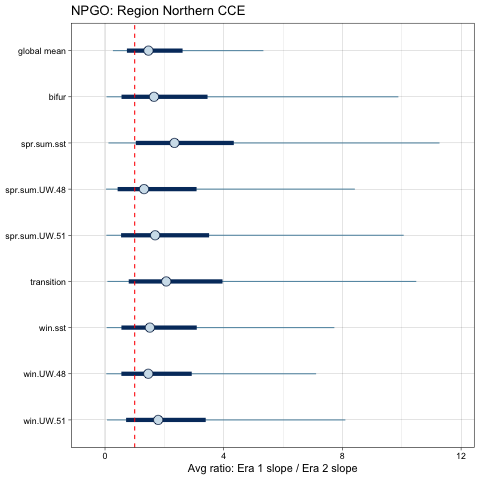 NPGO: Region Northern CCE
global mean
bifur
spr.sum.sst
spr.sum.UW.48
spr.sum.UW.51
transition
win.sst
win.UW.48
win.UW.51
0 4 8 12
Avg ratio: Era 1 slope / Era 2 slope